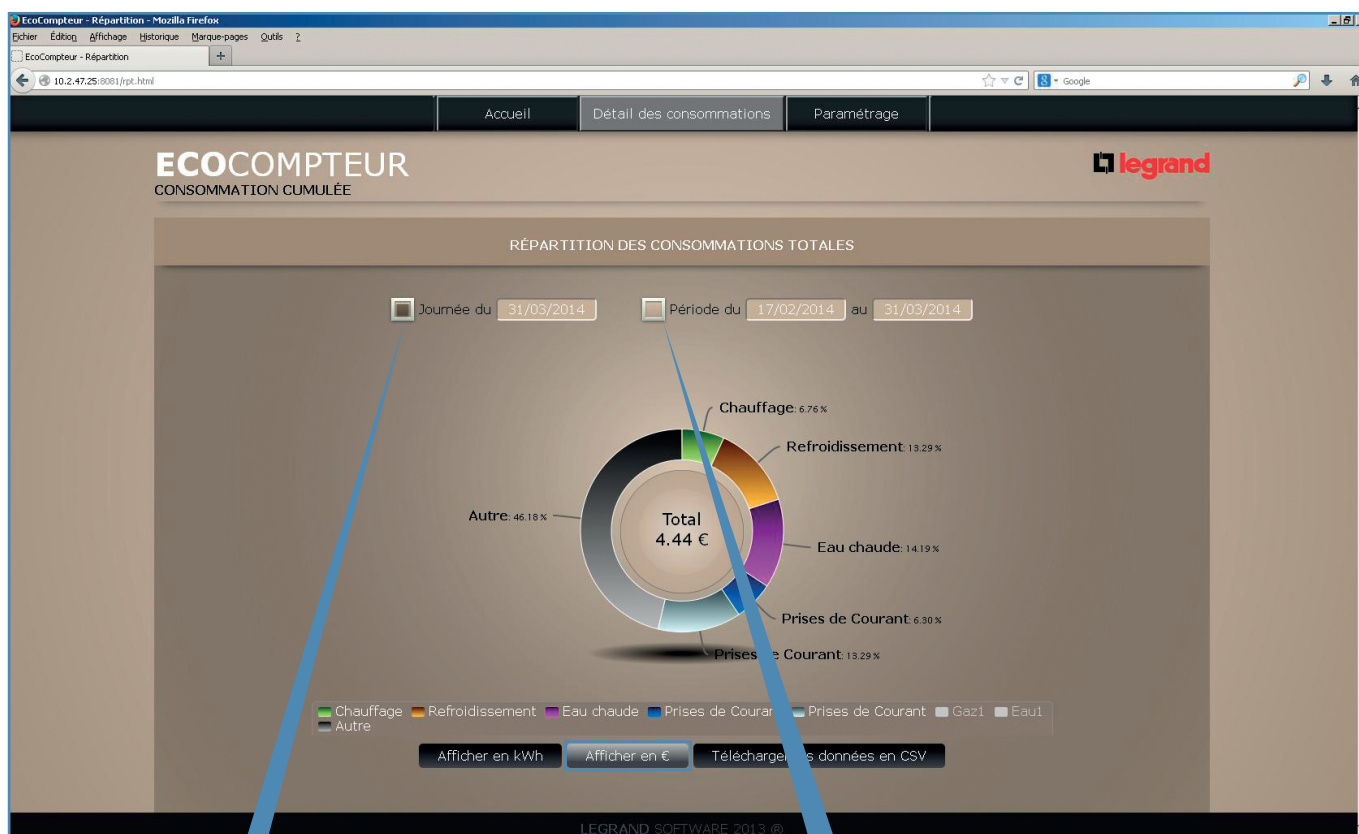 EcoCompteur - Répartition - Mozilla Firefox
Fichier Édition Affichage Historique Marque-pages Outils ?
EcoCompteur - Répartition +
10.2.47.25:8081/rpt.html Google
Accueil Détail des consommations Paramétrage
ECOCOMPTEUR
legrand
CONSOMMATION CUMULÉE
RÉPARTITION DES CONSOMMATIONS TOTALES
Journée du 31/03/2014 Période du 17/02/2014 au 31/03/2014
Chauffage: 6.76 %
Refroidissement: 13.29 %
Autre: 46.18 %
Total
4.44 €
Eau chaude: 14.19 %
Prises de Courant: 6.30 %
Prises de Courant: 13.29 %
Chauffage Refroidissement Eau chaude Prises de Courant Prises de Courant Gaz1 Eau1
Autre
Afficher en kWh Afficher en € Télécharger les données en CSV
LEGRAND SOFTWARE 2013 ®